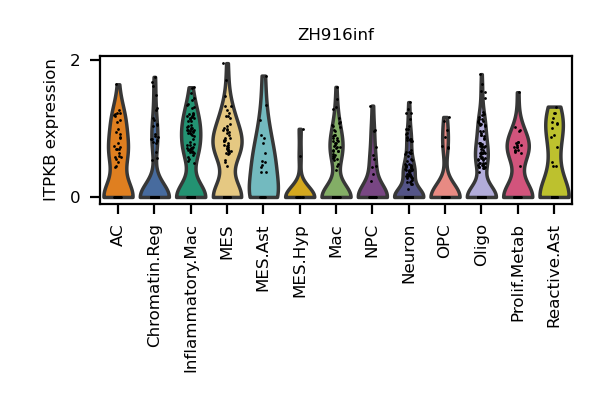 ZH916inf
ITPKB expression
2
0
AC
Chromatin.Reg
Inflammatory.Mac
MES
MES.Ast
MES.Hyp
Mac
NPC
Neuron
OPC
Oligo
Prolif.Metab
Reactive.Ast